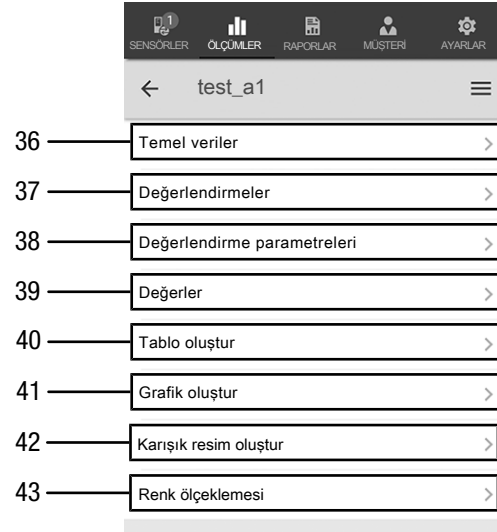 1
SENSÖRLER ÖLÇÜMLER RAPORLAR MÜŞTERİ AYARLAR
test_a1
36 Temel veriler
37 Değerlendirmeler
38 Değerlendirme parametreleri
39 Değerler
40 Tablo oluştur
41 Grafik oluştur
42 Karışık resim oluştur
43 Renk ölçeklemesi